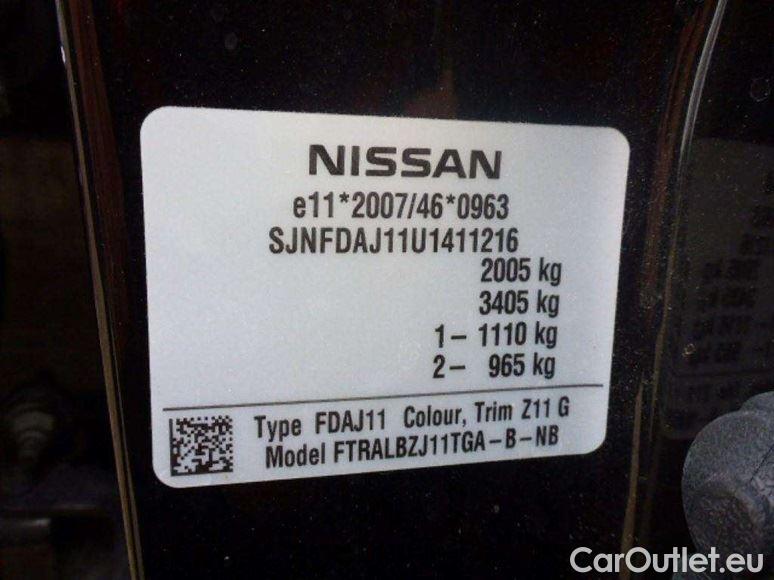 NISSAN
e11*2007/46*0963
SJNFDAJ11U1411216
2005 kg
3405 kg
1- 1110 kg
2- 965 kg
Type FDAJ11 Colour, Trim Z11 G
Model FTRALBZJ11TGA-B-NB
CarOutlet.eu